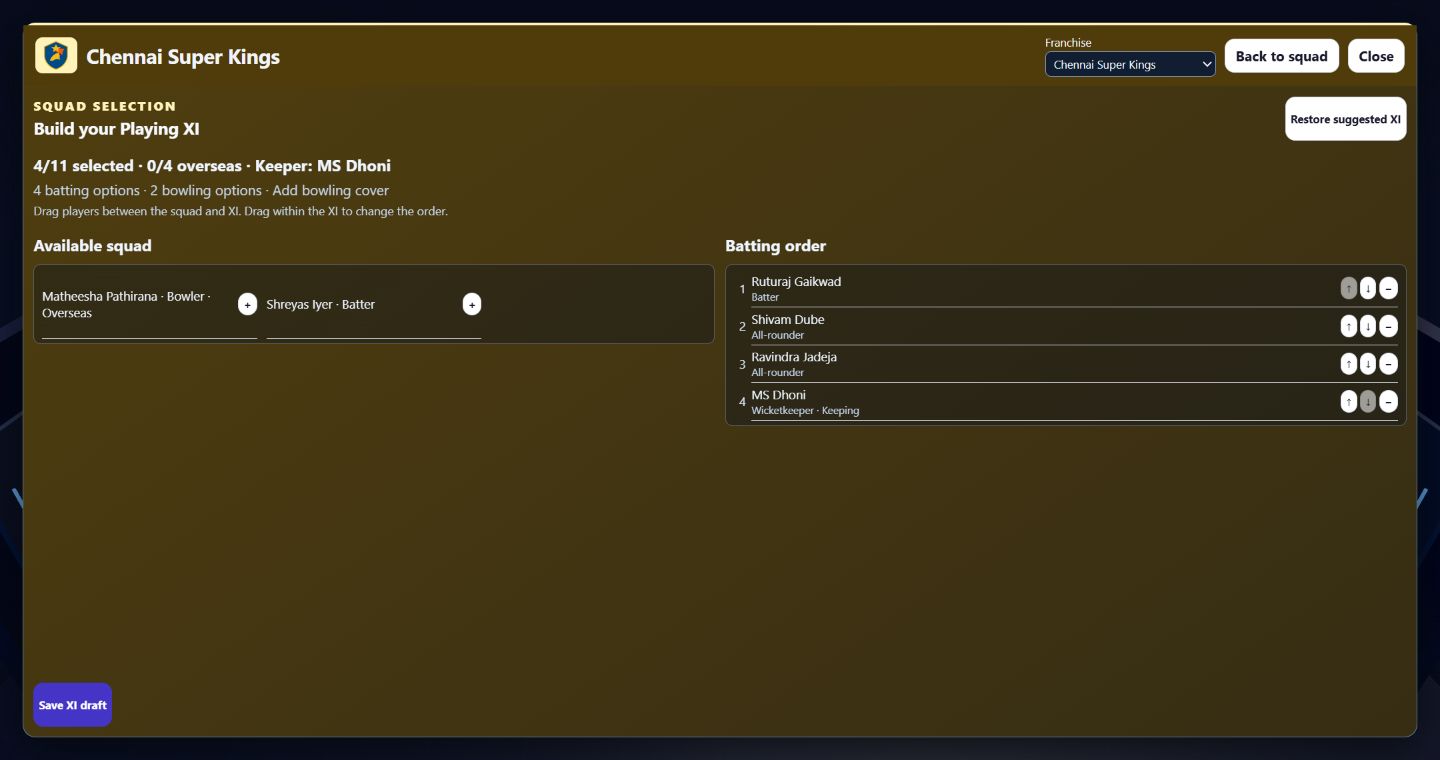 Chennai Super Kings
Franchise
Chennai Super Kings
Back to squad
Close
SQUAD SELECTION
Build your Playing XI
Restore suggested XI
4/11 selected · 0/4 overseas · Keeper: MS Dhoni
4 batting options · 2 bowling options · Add bowling cover
Drag players between the squad and XI. Drag within the XI to change the order.
Available squad
Matheesha Pathirana · Bowler ·
Overseas
+
Shreyas Iyer · Batter
+
Batting order
1
Ruturaj Gaikwad
Batter
↑ ↓ −
2
Shivam Dube
All-rounder
↑ ↓ −
3
Ravindra Jadeja
All-rounder
↑ ↓ −
4
MS Dhoni
Wicketkeeper · Keeping
↑ ↓ −
Save XI draft